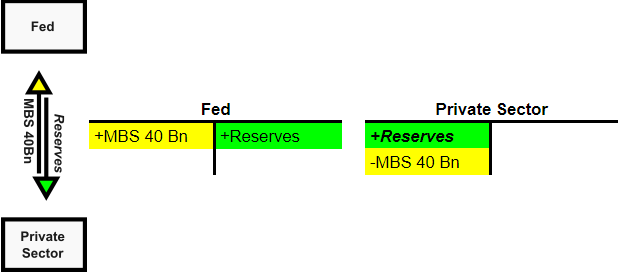 Fed
MBS 40Bn
Reserves
Fed
Private Sector
+MBS 40 Bn
+Reserves
+Reserves
-MBS 40 Bn
Private
Sector